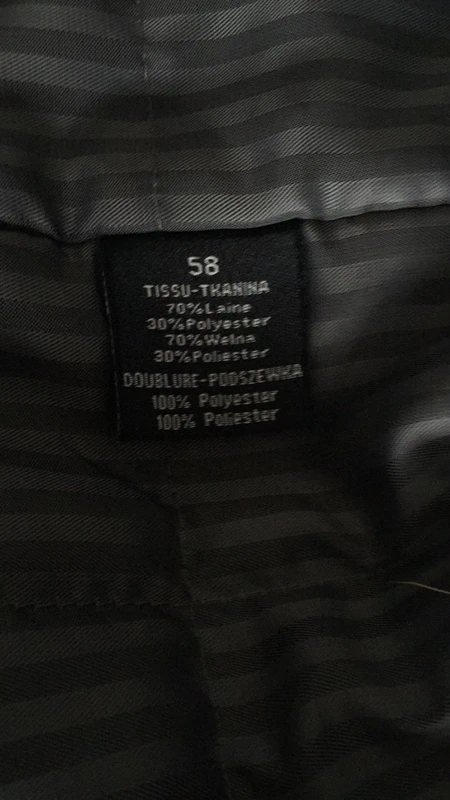 58
TISSU-TKANINA
70%Laine
30%Polyester
70%Wełna
30%Poliester
DOUBLURE-PODSZEWKA
100% Polyester
100% Poliester